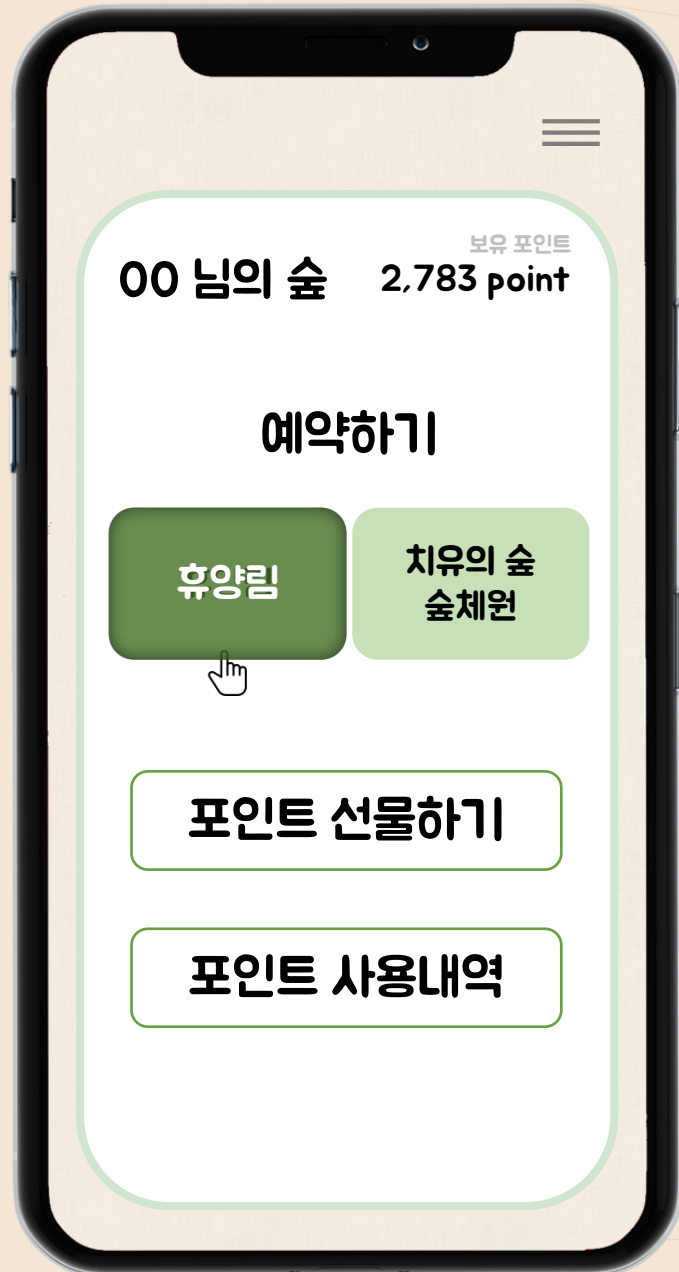 보유 포인트
OO 님의 숲
2,783 point
예약하기
휴양림
치유의 숲
숲체원
포인트 선물하기
포인트 사용내역